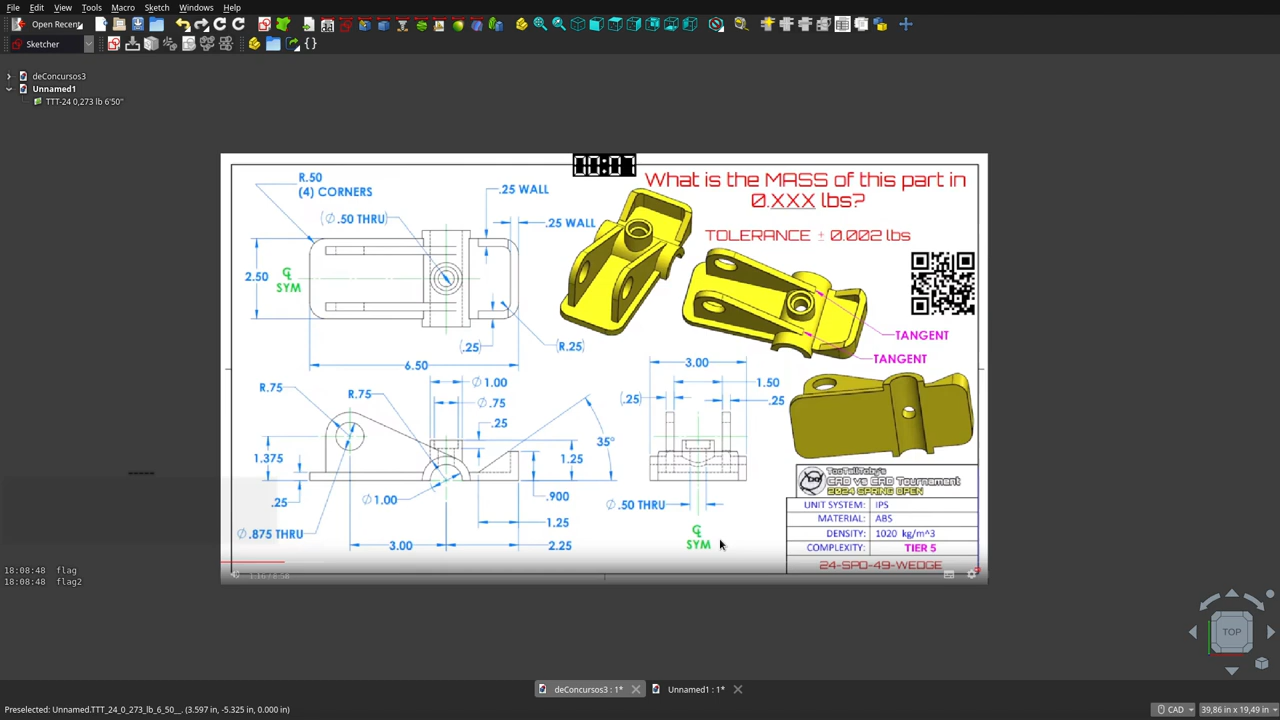 File Edit View Tools Macro Sketch Windows Help
Open Recent
Sketcher
deConcursos3
Unnamed1
TTT-24 0,273 lb 6'50"
00:07
What is the MASS of this part in
0.XXX lbs?
TOLERANCE ± 0.002 lbs
R.50
(4) CORNERS
.25 WALL
(Ø.50 THRU)
.25 WALL
2.50
℄
SYM
(.25)
(R.25)
6.50
TANGENT
TANGENT
3.00
R.75
R.75
Ø1.00
1.50
Ø.75
(.25)
.25
.25
35°
1.375
1.25
.25
Ø1.00
.900
Ø.50 THRU
1.25
Ø.875 THRU
3.00
2.25
℄
SYM
TooTallToby's
CAD vs CAD Tournament
2024 SPRING OPEN
UNIT SYSTEM: IPS
MATERIAL: ABS
DENSITY: 1020 kg/m^3
COMPLEXITY: TIER 5
24-SPO-49-WEDGE
1:16 / 8:58
18:08:48 flag
18:08:48 flag2
TOP
deConcursos3 : 1*
Unnamed1 : 1*
Preselected: Unnamed.TTT_24_0_273_lb_6_50__. (3.597 in, -5.325 in, 0.000 in)
CAD
39,86 in x 19,49 in